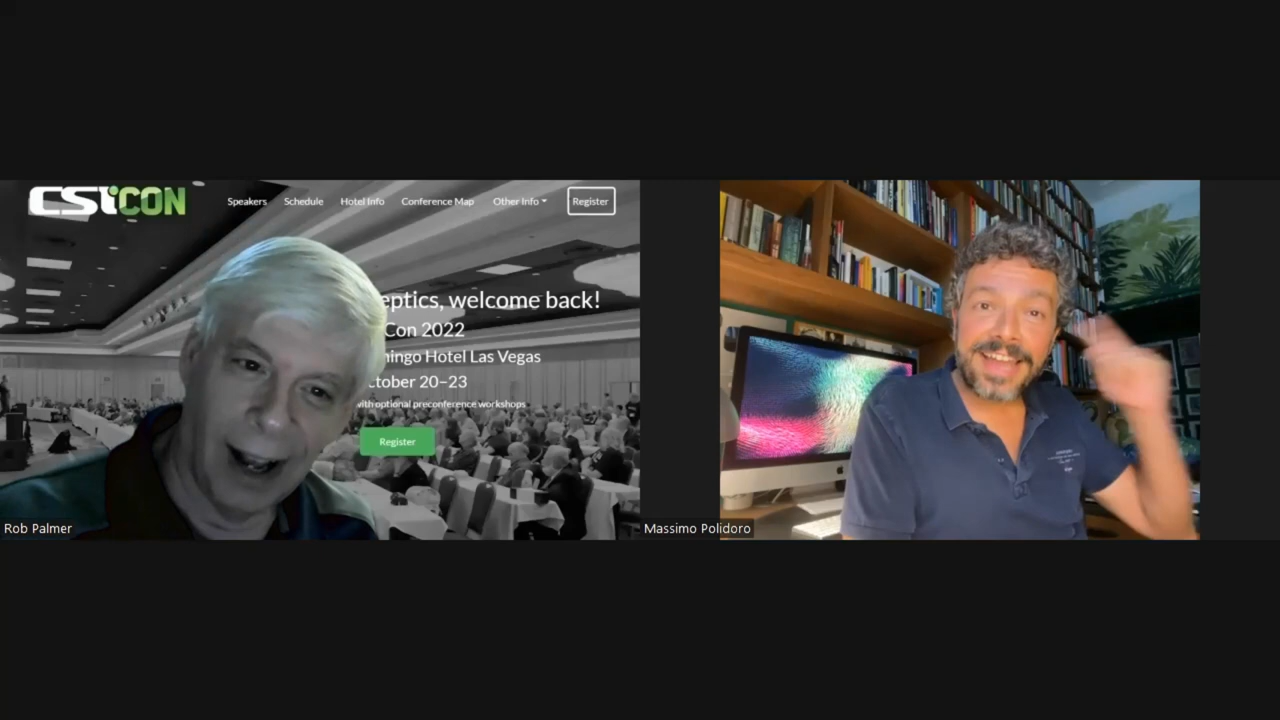 CSICON
Speakers Schedule Hotel Info Conference Map Other Info Register
eptics, welcome back!
Con 2022
mingo Hotel Las Vegas
ctober 20–23
with optional preconference workshops
Register
Rob Palmer
Massimo Polidoro